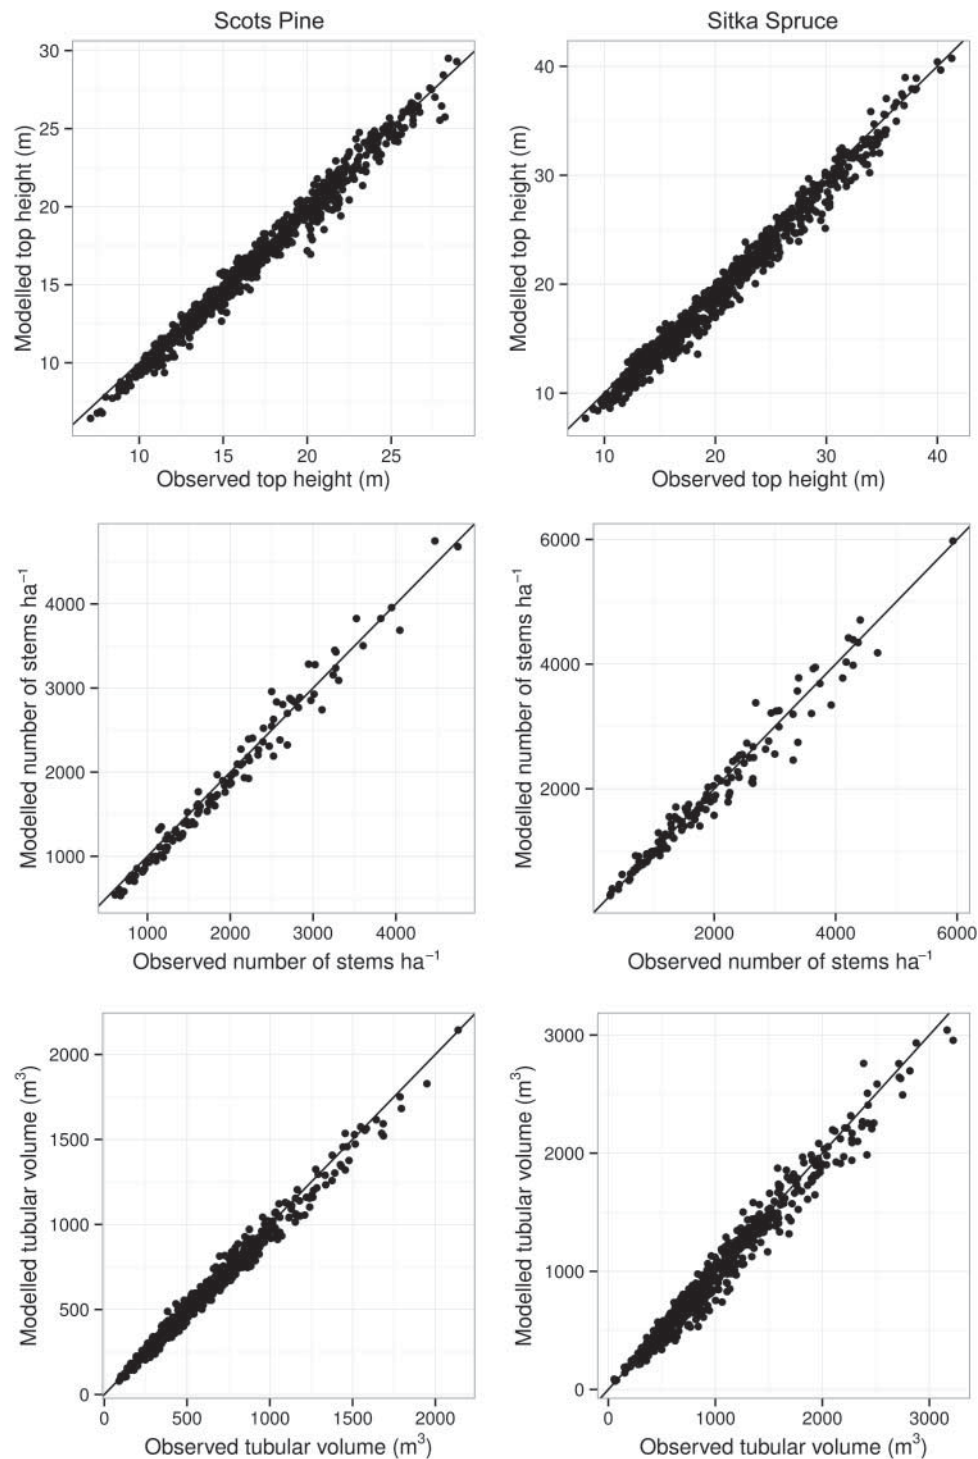 Scots Pine
Sitka Spruce
30
25
20
15
10
Modelled top height (m)
10 15 20 25
Observed top height (m)
40
30
20
10
Modelled top height (m)
10 20 30 40
Observed top height (m)
4000
3000
2000
1000
Modelled number of stems ha⁻¹
1000 2000 3000 4000
Observed number of stems ha⁻¹
6000
4000
2000
Modelled number of stems ha⁻¹
2000 4000 6000
Observed number of stems ha⁻¹
2000
1500
1000
500
0
Modelled tubular volume (m³)
0 500 1000 1500 2000
Observed tubular volume (m³)
3000
2000
1000
0
Modelled tubular volume (m³)
0 1000 2000 3000
Observed tubular volume (m³)